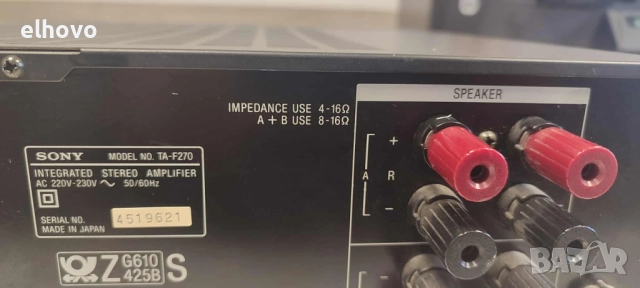 elhovo
IMPEDANCE USE 4-16Ω
A + B USE 8-16Ω
SPEAKER
SONY MODEL NO. TA-F270
INTEGRATED STEREO AMPLIFIER
AC 220V-230V ~ 50/60Hz
SERIAL NO. 4519621
MADE IN JAPAN
Z G610 425B S
+
A R
−
−
BAZAR.bg